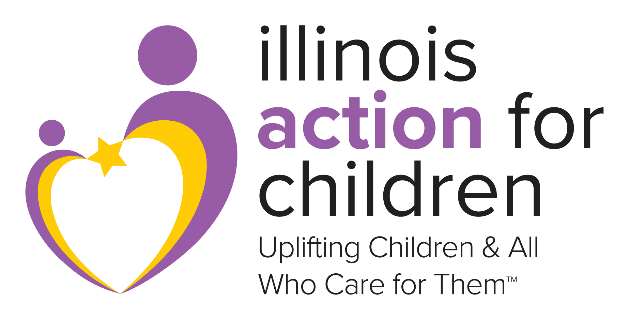 illinois
action for
children
Uplifting Children & All
Who Care for Them™